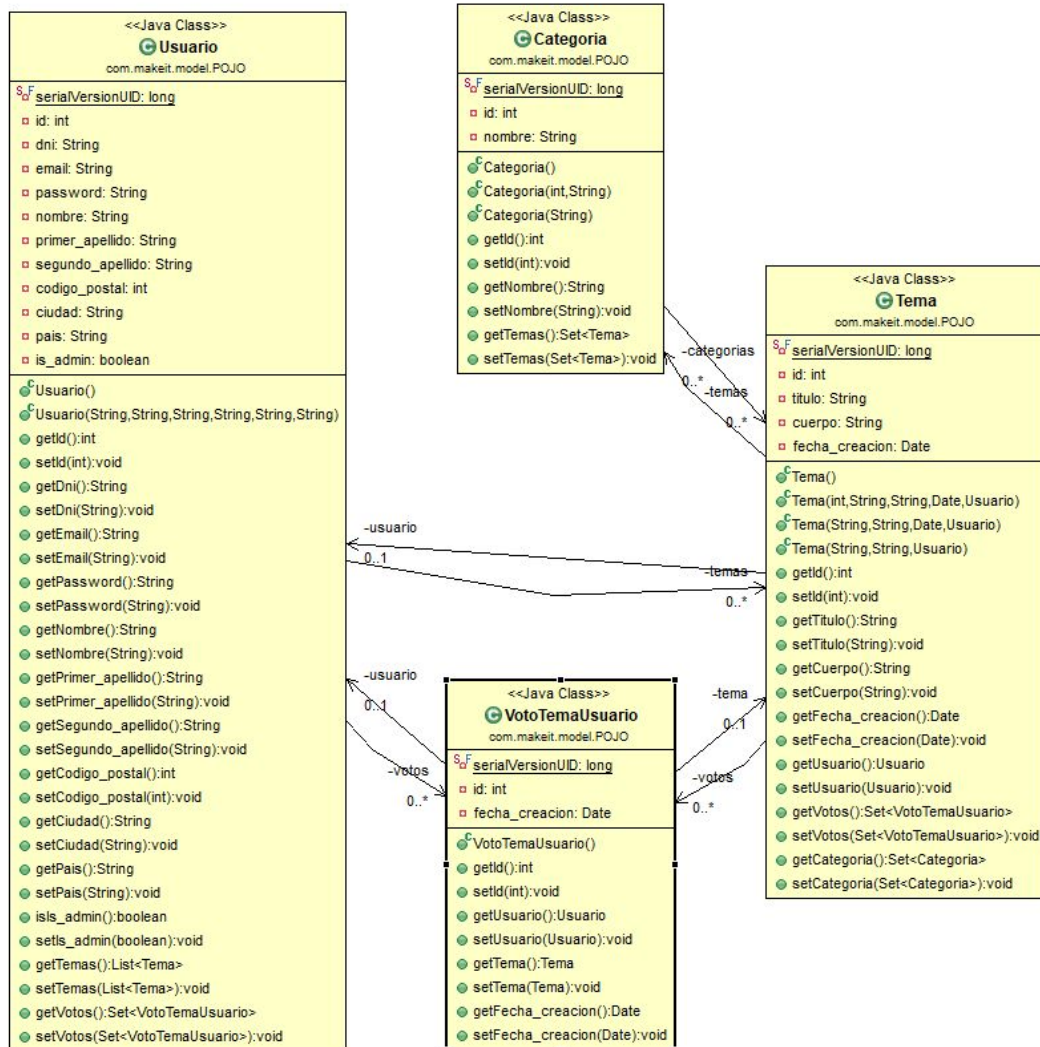 <<Java Class>>
Usuario
com.makeit.model.POJO
serialVersionUID: long
id: int
dni: String
email: String
password: String
nombre: String
primer_apellido: String
segundo_apellido: String
codigo_postal: int
ciudad: String
pais: String
is_admin: boolean
Usuario()
Usuario(String,String,String,String,String,String)
getId():int
setId(int):void
getDni():String
setDni(String):void
getEmail():String
setEmail(String):void
getPassword():String
setPassword(String):void
getNombre():String
setNombre(String):void
getPrimer_apellido():String
setPrimer_apellido(String):void
getSegundo_apellido():String
setSegundo_apellido(String):void
getCodigo_postal():int
setCodigo_postal(int):void
getCiudad():String
setCiudad(String):void
getPais():String
setPais(String):void
isIs_admin():boolean
setIs_admin(boolean):void
getTemas():List<Tema>
setTemas(List<Tema>):void
getVotos():Set<VotoTemaUsuario>
setVotos(Set<VotoTemaUsuario>):void
<<Java Class>>
Categoria
com.makeit.model.POJO
serialVersionUID: long
id: int
nombre: String
Categoria()
Categoria(int,String)
Categoria(String)
getId():int
setId(int):void
getNombre():String
setNombre(String):void
getTemas():Set<Tema>
setTemas(Set<Tema>):void
-categorias
0..*
-temas
0..*
-usuario
0..1
-temas
0..*
-usuario
0..1
-votos
0..*
<<Java Class>>
VotoTemaUsuario
com.makeit.model.POJO
serialVersionUID: long
id: int
fecha_creacion: Date
VotoTemaUsuario()
getId():int
setId(int):void
getUsuario():Usuario
setUsuario(Usuario):void
getTema():Tema
setTema(Tema):void
getFecha_creacion():Date
setFecha_creacion(Date):void
-tema
0..1
-votos
0..*
<<Java Class>>
Tema
com.makeit.model.POJO
serialVersionUID: long
id: int
titulo: String
cuerpo: String
fecha_creacion: Date
Tema()
Tema(int,String,String,Date,Usuario)
Tema(String,String,Date,Usuario)
Tema(String,String,Usuario)
getId():int
setId(int):void
getTitulo():String
setTitulo(String):void
getCuerpo():String
setCuerpo(String):void
getFecha_creacion():Date
setFecha_creacion(Date):void
getUsuario():Usuario
setUsuario(Usuario):void
getVotos():Set<VotoTemaUsuario>
setVotos(Set<VotoTemaUsuario>):void
getCategoria():Set<Categoria>
setCategoria(Set<Categoria>):void